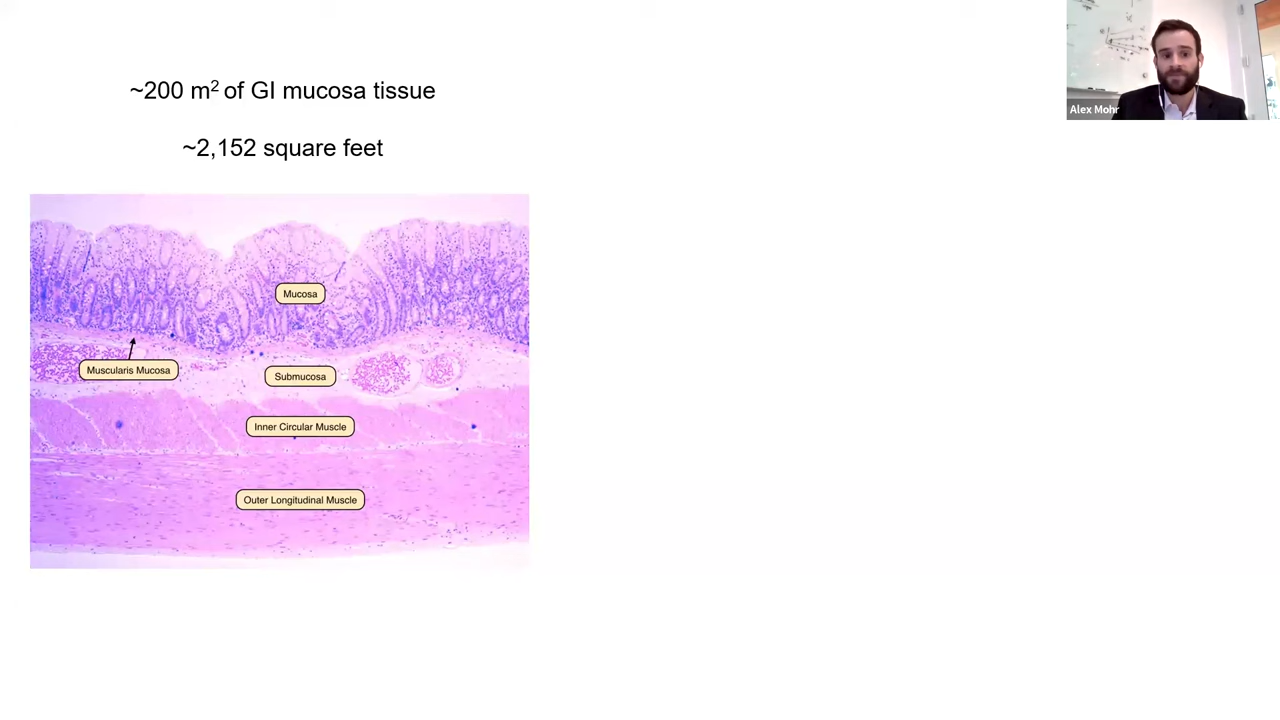 ~200 m² of GI mucosa tissue
~2,152 square feet
Mucosa
Muscularis Mucosa
Submucosa
Inner Circular Muscle
Outer Longitudinal Muscle
Alex Mohr